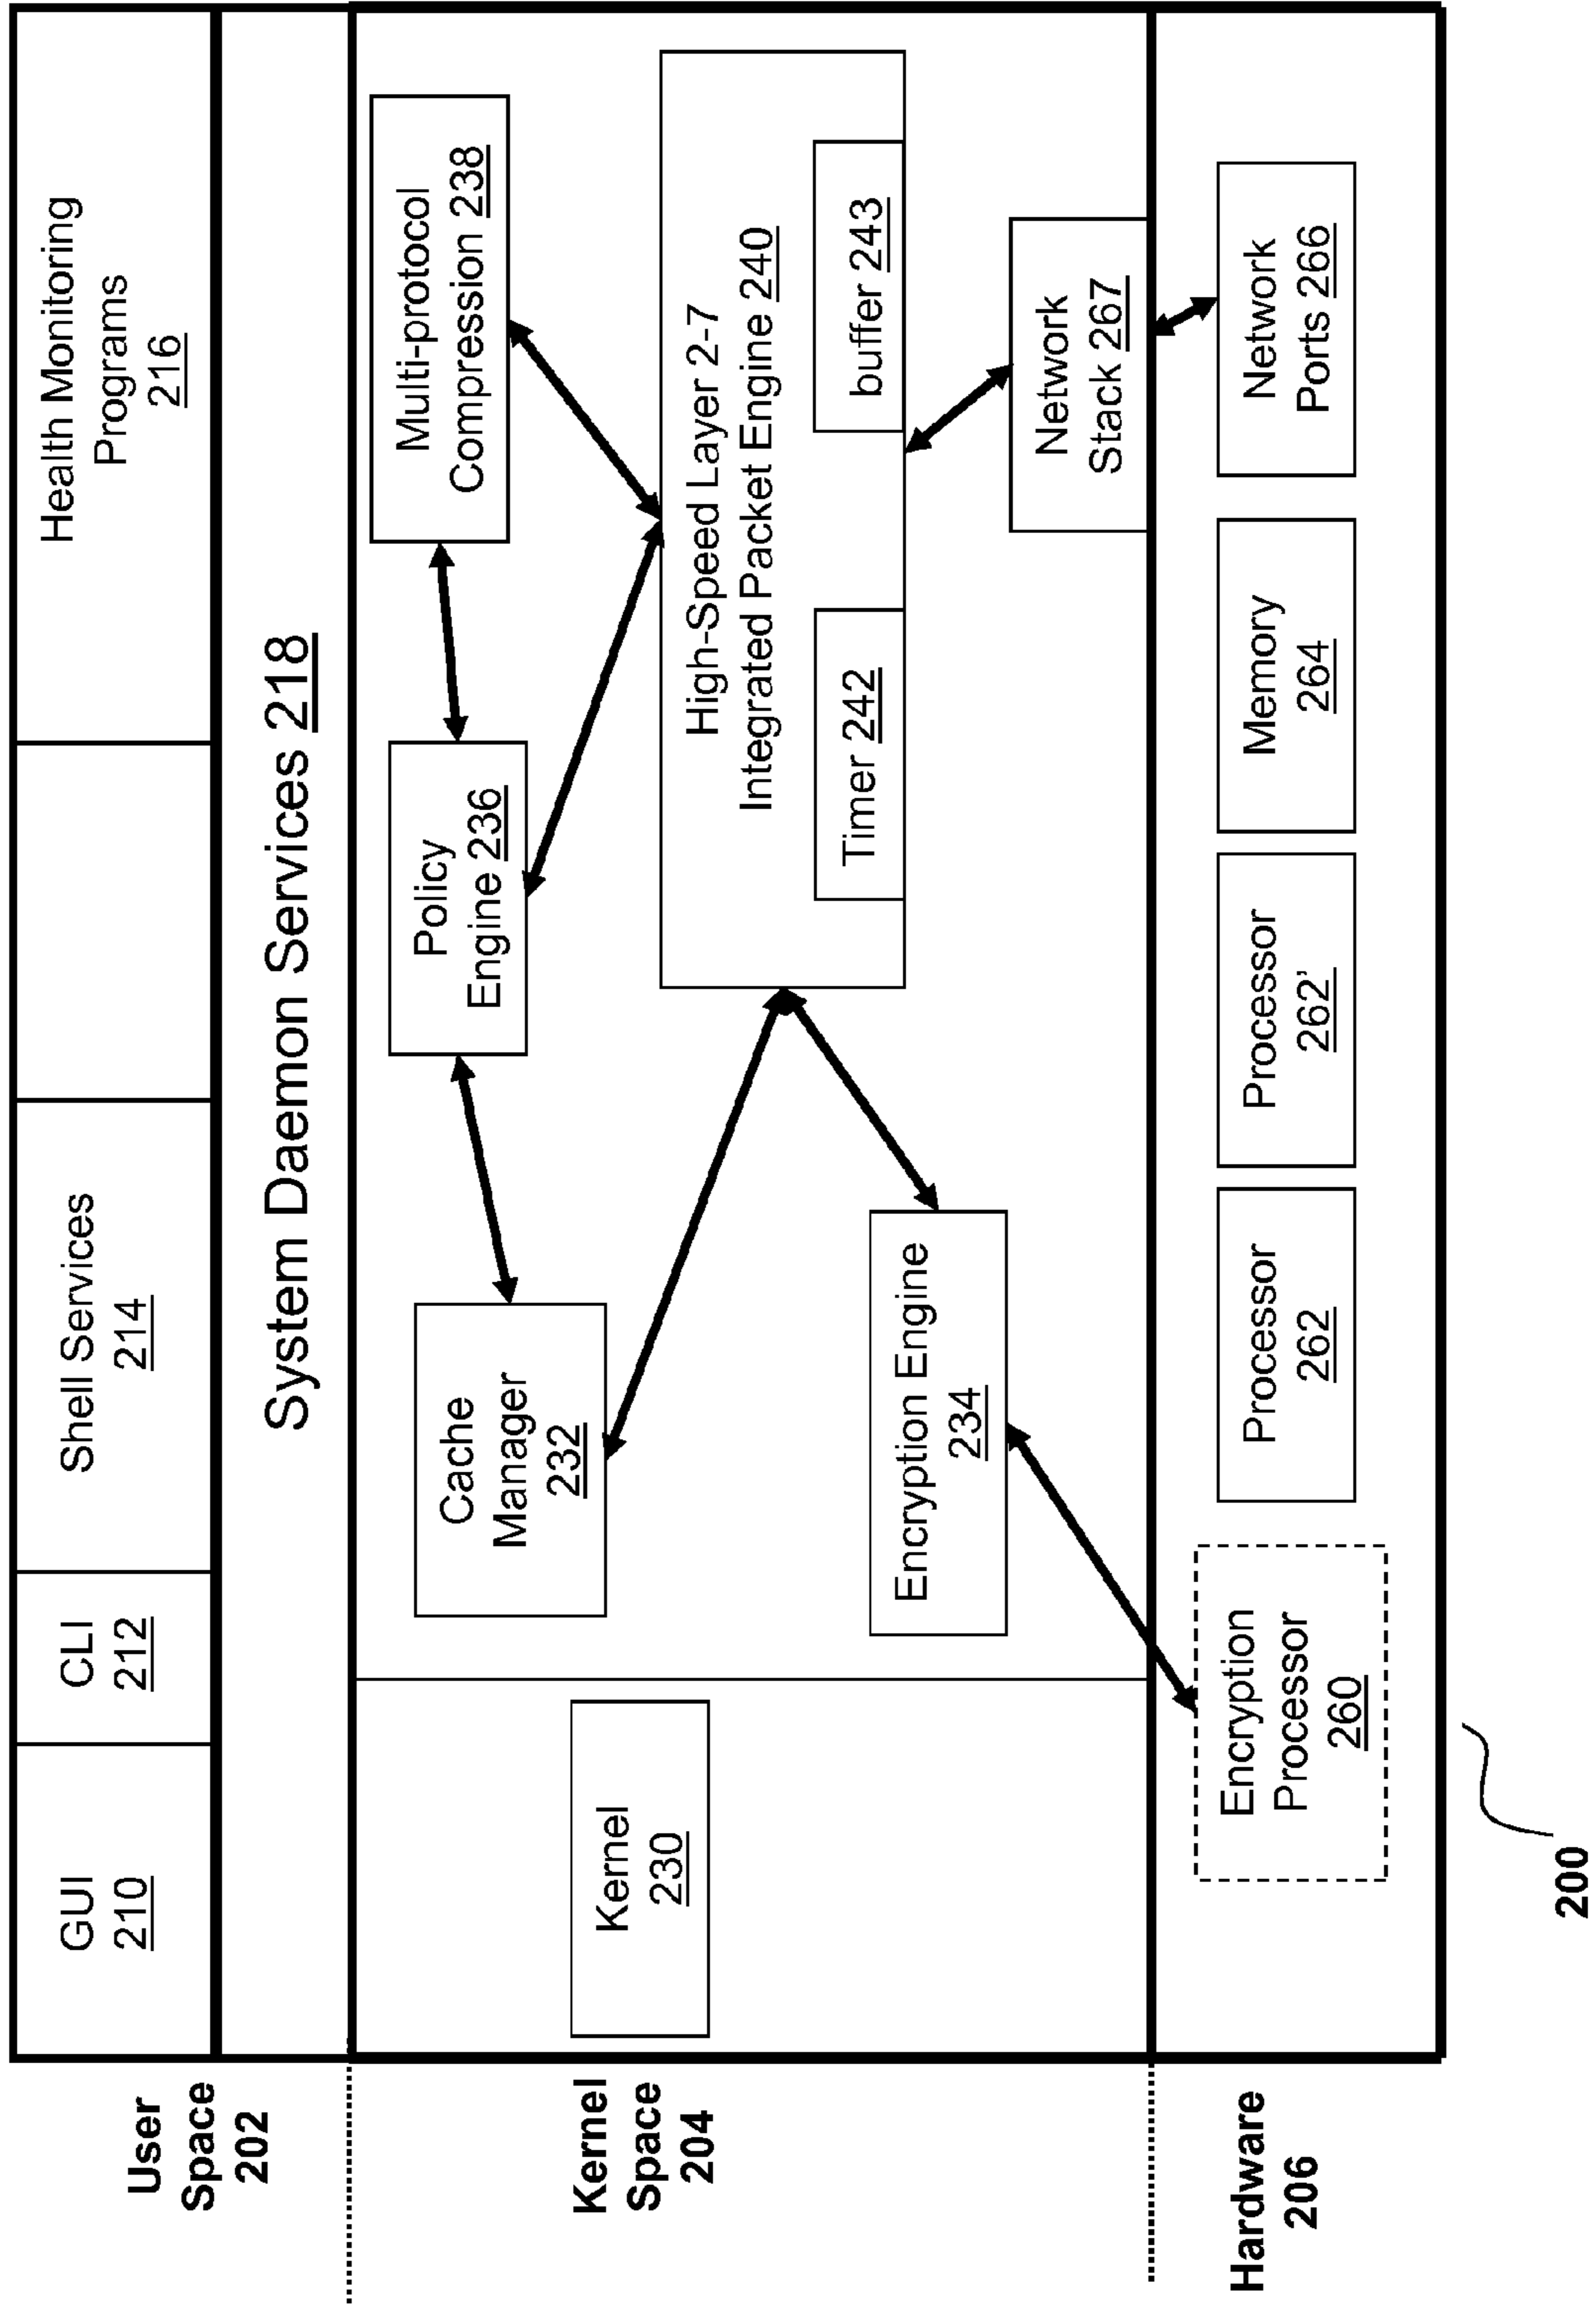 User
Space
202
GUI
210
CLI
212
Shell Services
214
Health Monitoring
Programs
216
System Daemon Services 218
Kernel
Space
204
Kernel
230
Cache
Manager
232
Policy
Engine 236
Multi-protocol
Compression 238
High-Speed Layer 2-7
Integrated Packet Engine 240
Timer 242
buffer 243
Encryption Engine
234
Network
Stack 267
Hardware
206
Encryption
Processor
260
Processor
262
Processor
262'
Memory
264
Network
Ports 266
200